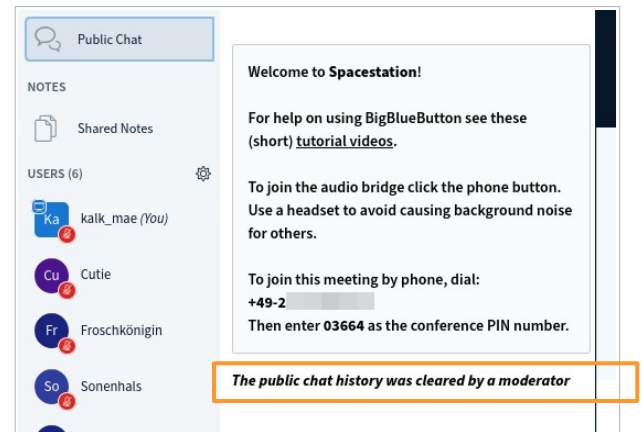 Public Chat
NOTES
Shared Notes
USERS (6)
Ka
kalk_mae (You)
Cu
Cutie
Fr
Froschkönigin
So
Sonenhals
Welcome to Spacestation!
For help on using BigBlueButton see these
(short) tutorial videos.
To join the audio bridge click the phone button.
Use a headset to avoid causing background noise
for others.
To join this meeting by phone, dial:
+49-2
Then enter 03664 as the conference PIN number.
The public chat history was cleared by a moderator